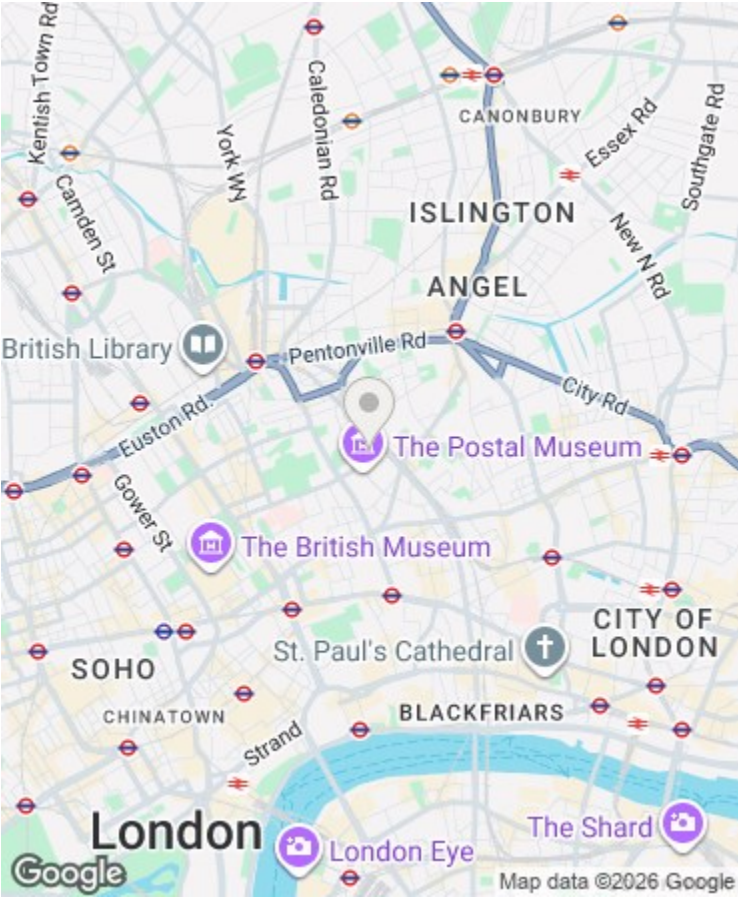 Kentish Town Rd
Caledonian Rd
York Wy
CANONBURY
Essex Rd
Southgate Rd
Camden St
ISLINGTON
New N Rd
ANGEL
British Library
Pentonville Rd
City Rd
Euston Rd.
The Postal Museum
Gower St
The British Museum
CITY OF
LONDON
St. Paul's Cathedral
SOHO
CHINATOWN
BLACKFRIARS
Strand
London
The Shard
London Eye
Google
Map data ©2026 Google